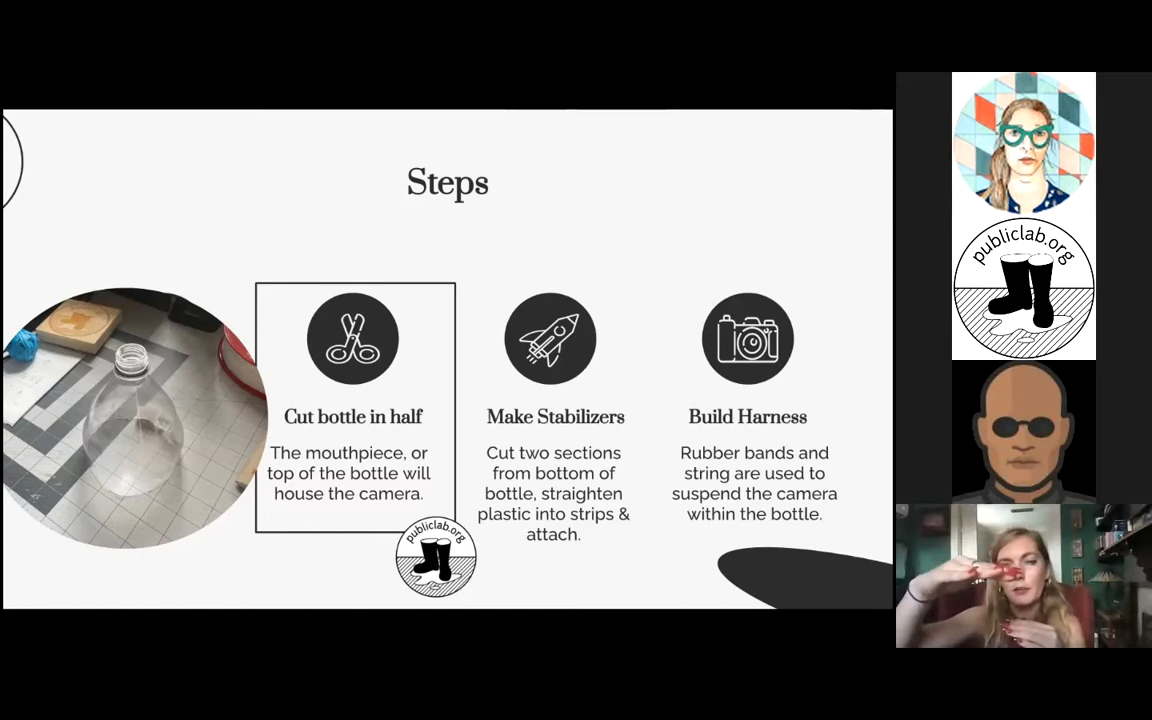 Steps
Cut bottle in half
The mouthpiece, or
top of the bottle will
house the camera.
Make Stabilizers
Cut two sections
from bottom of
bottle, straighten
plastic into strips &
attach.
Build Harness
Rubber bands and
string are used to
suspend the camera
within the bottle.
publiclab.org
publiclab.org